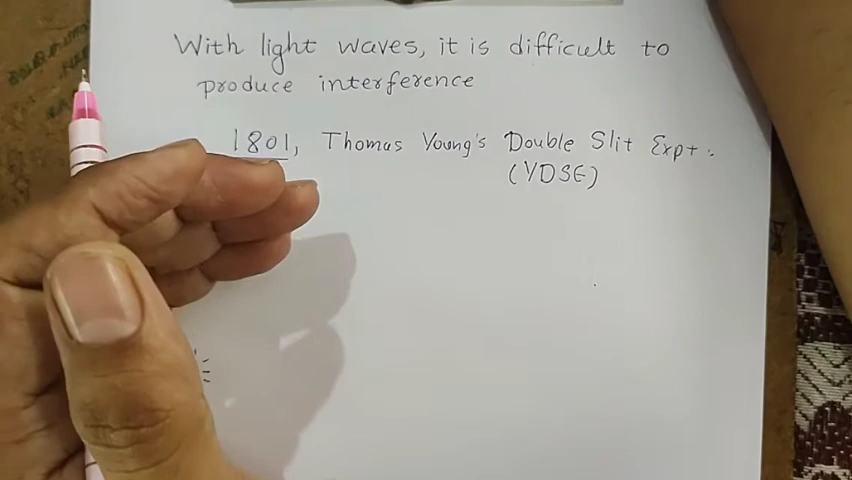 With light waves, it is difficult to
produce interference
1801, Thomas Young's Double Slit Expt.
(YDSE)